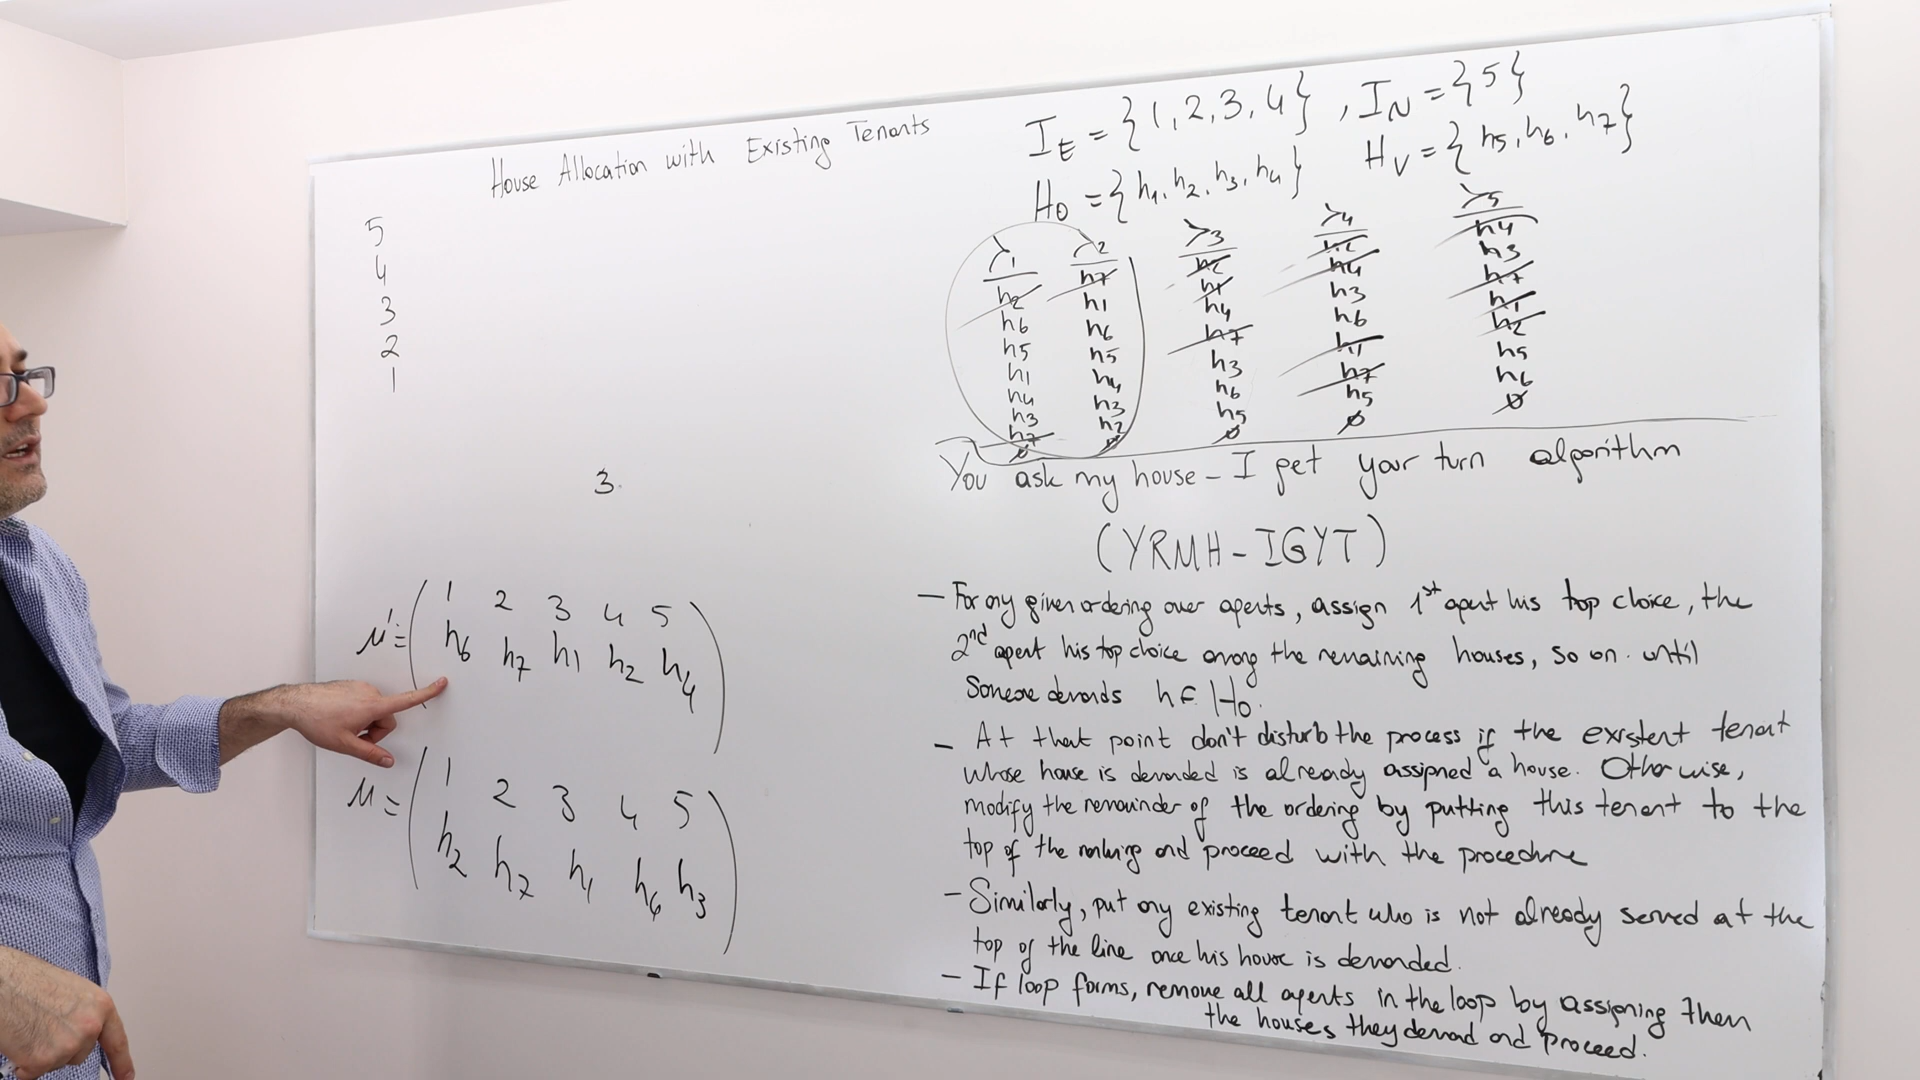 House Allocation with Existing Tenants
5
4
3
2
1
3
μ' = ( 1 2 3 4 5
h6 h7 h1 h2 h4 )
μ = ( 1 2 3 4 5
h2 h7 h1 h6 h3 )
I_E = {1, 2, 3, 4} , I_N = {5}
H_O = {h1, h2, h3, h4} H_V = {h5, h6, h7}
≻1 ≻2 ≻3 ≻4 ≻5
h2 h7 h2 h2 h4
h6 h1 h1 h4 h3
h5 h6 h4 h3 h7
h1 h5 h7 h6 h1
h4 h4 h3 h1 h2
h3 h3 h6 h7 h5
h7 h2 h5 h5 h6
∅ ∅ ∅ ∅ ∅
You ask my house - I get your turn algorithm
(YRMH - IGYT)
- For any given ordering over agents, assign 1st agent his top choice, the
2nd agent his top choice among the remaining houses, so on. until
Someone demands h ∈ Ho.
- At that point don't disturb the process if the existent tenant
whose house is demanded is already assigned a house. Otherwise,
modify the remainder of the ordering by putting this tenant to the
top of the ranking and proceed with the procedure
- Similarly, put any existing tenant who is not already served at the
top of the line once his house is demanded.
- If loop forms, remove all agents in the loop by assigning them
the houses they demand and proceed.